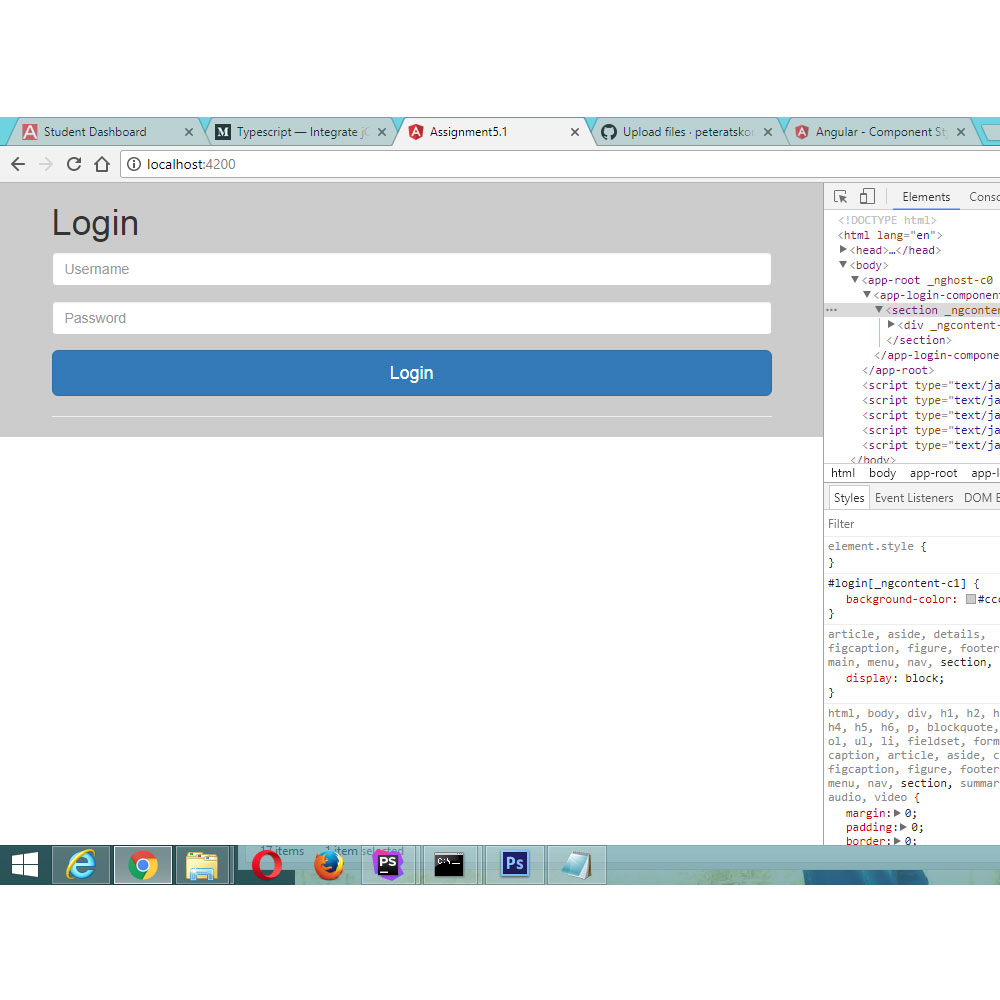 Student Dashboard
Typescript — Integrate jQ
Assignment5.1
Upload files · peteratskor
Angular - Component Sty
localhost:4200
Login
Username
Password
Login
Elements
<!DOCTYPE html>
<html lang="en">
<head>…</head>
<body>
<app-root _nghost-c0
<app-login-component
<section _ngconten
<div _ngcontent-
</section>
</app-login-compone
</app-root>
<script type="text/ja
<script type="text/ja
<script type="text/ja
<script type="text/ja
<script type="text/ja
</body>
html body app-root app-l
Styles Event Listeners DOM
Filter
element.style {
}
#login[_ngcontent-c1] {
background-color: #ccc
}
article, aside, details,
figcaption, figure, footer
main, menu, nav, section,
display: block;
}
html, body, div, h1, h2, h
h4, h5, h6, p, blockquote,
ol, ul, li, fieldset, form
caption, article, aside, c
figcaption, figure, footer
menu, nav, section, summar
audio, video {
margin: 0;
padding: 0;
border: 0;
17 items 1 item selected
PS
C:\_
Ps